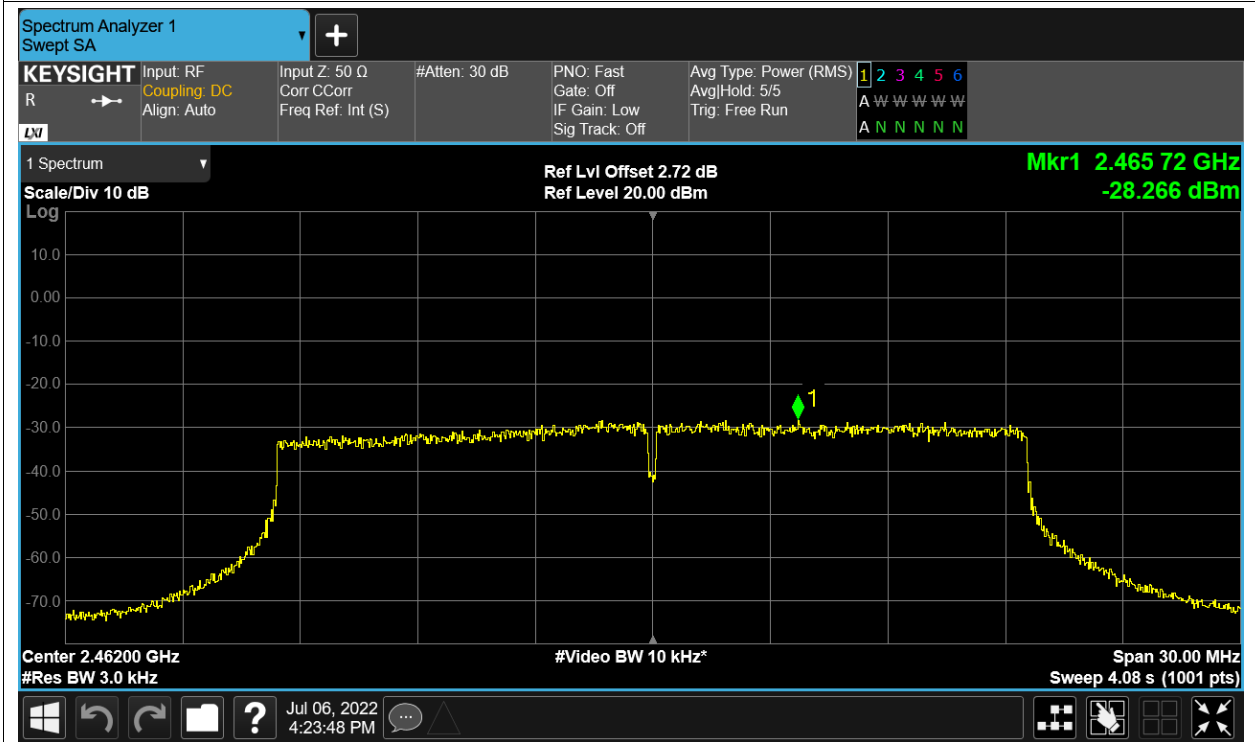 Spectrum Analyzer 1
Swept SA
+
KEYSIGHT
R
LXI
Input: RF
Coupling: DC
Align: Auto
Input Z: 50 Ω
Corr CCorr
Freq Ref: Int (S)
#Atten: 30 dB
PNO: Fast
Gate: Off
IF Gain: Low
Sig Track: Off
Avg Type: Power (RMS)
Avg|Hold: 5/5
Trig: Free Run
1 2 3 4 5 6
A W W W W W
A N N N N N
1 Spectrum
Scale/Div 10 dB
Log
Ref Lvl Offset 2.72 dB
Ref Level 20.00 dBm
Mkr1 2.465 72 GHz
-28.266 dBm
10.0
0.00
-10.0
-20.0
-30.0
-40.0
-50.0
-60.0
-70.0
1
Center 2.46200 GHz
#Res BW 3.0 kHz
#Video BW 10 kHz*
Span 30.00 MHz
Sweep 4.08 s (1001 pts)
?
Jul 06, 2022
4:23:48 PM